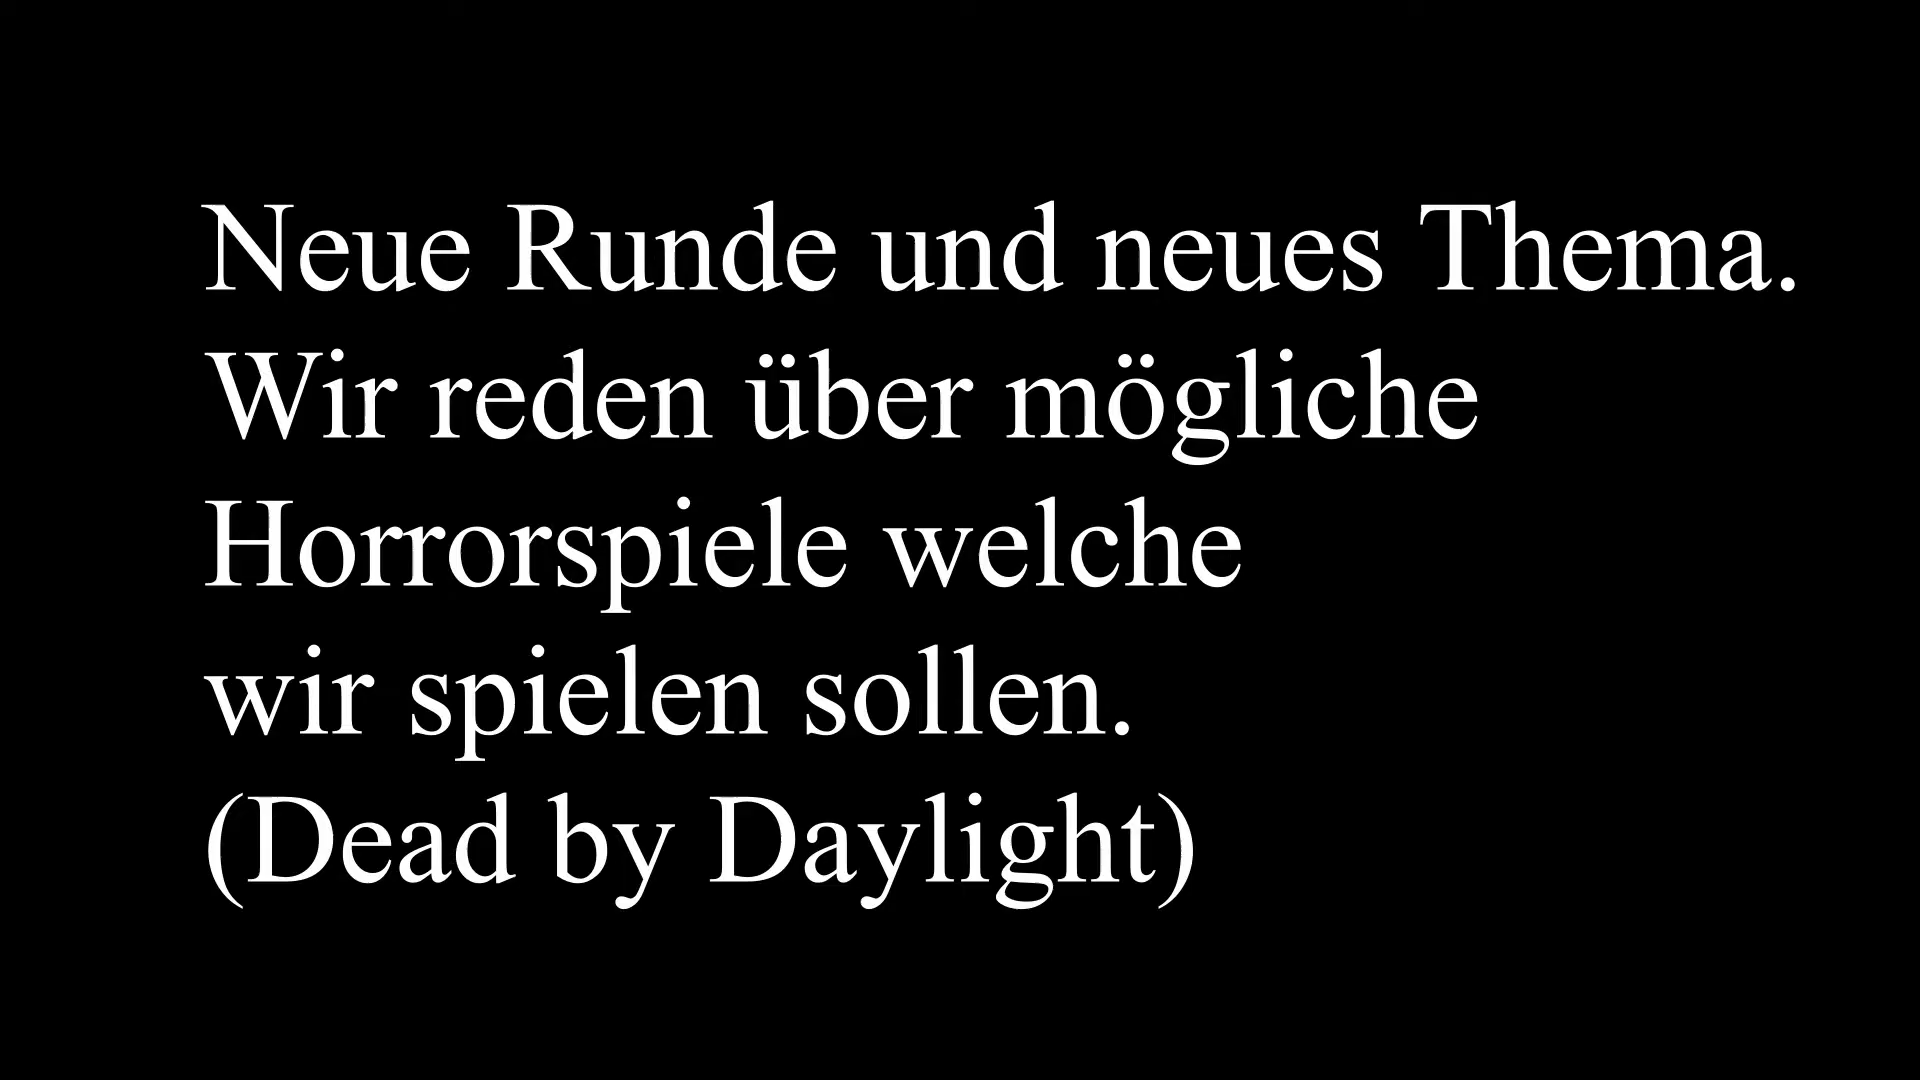 Neue Runde und neues Thema.
Wir reden über mögliche
Horrorspiele welche
wir spielen sollen.
(Dead by Daylight)